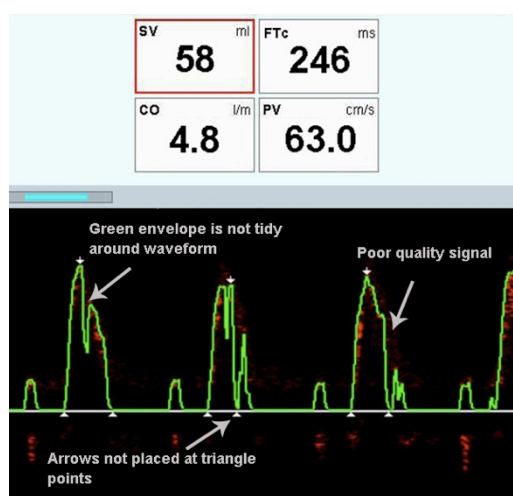 SV ml
58
FTc ms
246
CO l/m
4.8
PV cm/s
63.0
Green envelope is not tidy
around waveform
Poor quality signal
Arrows not placed at triangle
points